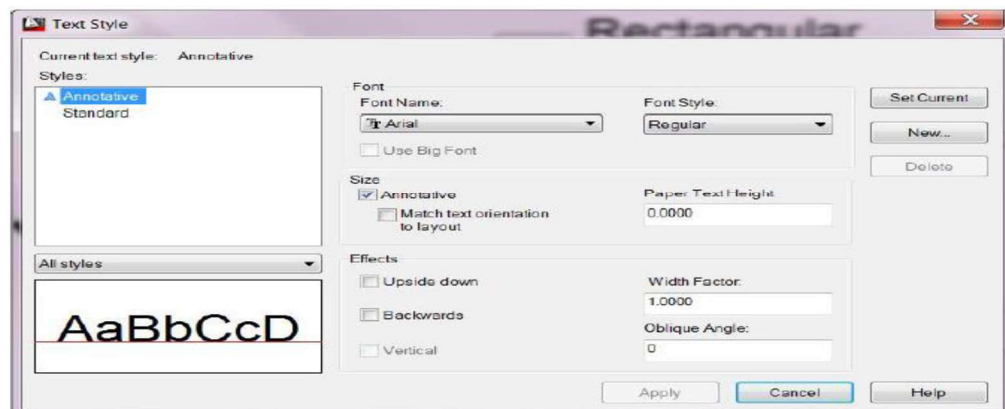 Text Style
Rectangular
Current text style: Annotative
Styles:
Annotative
Standard
All styles
AaBbCcD
Font
Font Name:
Arial
Font Style:
Regular
Use Big Font
Size
Annotative
Match text orientation
to layout
Paper Text Height
0.0000
Effects
Upside down
Backwards
Vertical
Width Factor:
1.0000
Oblique Angle:
0
Set Current
New...
Delete
Apply
Cancel
Help